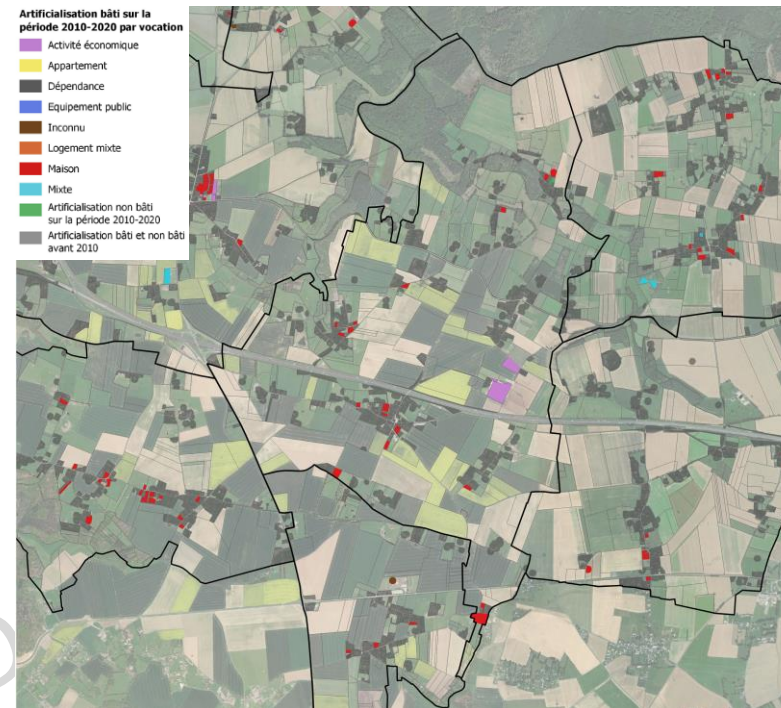 Artificialisation bâti sur la
période 2010-2020 par vocation
Activité économique
Appartement
Dépendance
Equipement public
Inconnu
Logement mixte
Maison
Mixte
Artificialisation non bâti
sur la période 2010-2020
Artificialisation bâti et non bâti
avant 2010